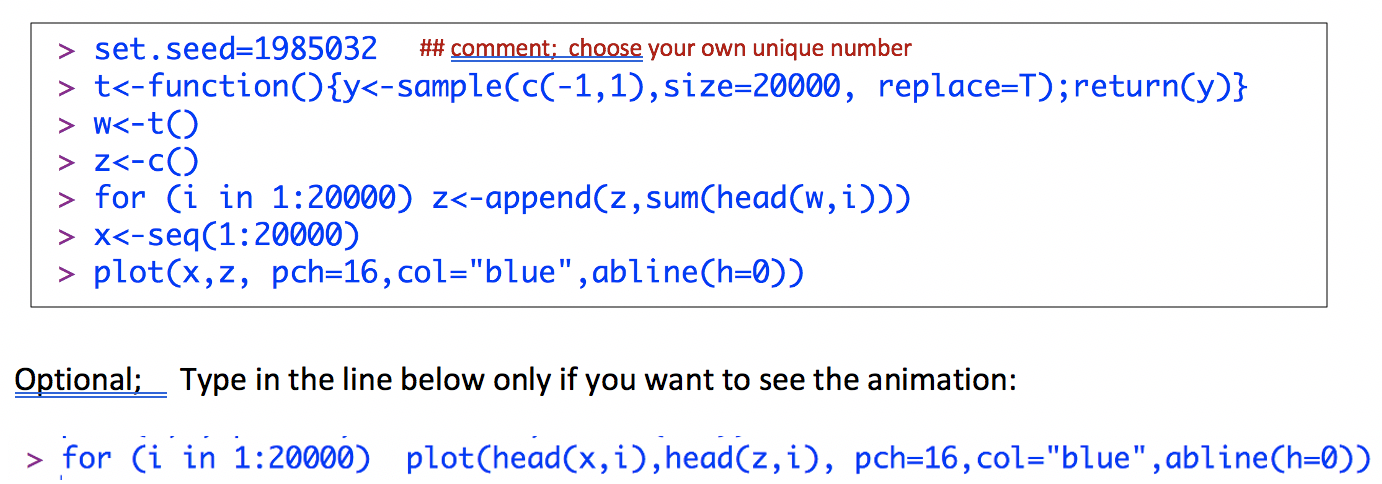 > set.seed=1985032 ## comment; choose your own unique number
> t<-function(){y<-sample(c(-1,1),size=20000, replace=T);return(y)}
> w<-t()
> z<-c()
> for (i in 1:20000) z<-append(z,sum(head(w,i)))
> x<-seq(1:20000)
> plot(x,z, pch=16,col="blue",abline(h=0))
Optional; Type in the line below only if you want to see the animation:
> for (i in 1:20000) plot(head(x,i),head(z,i), pch=16,col="blue",abline(h=0))